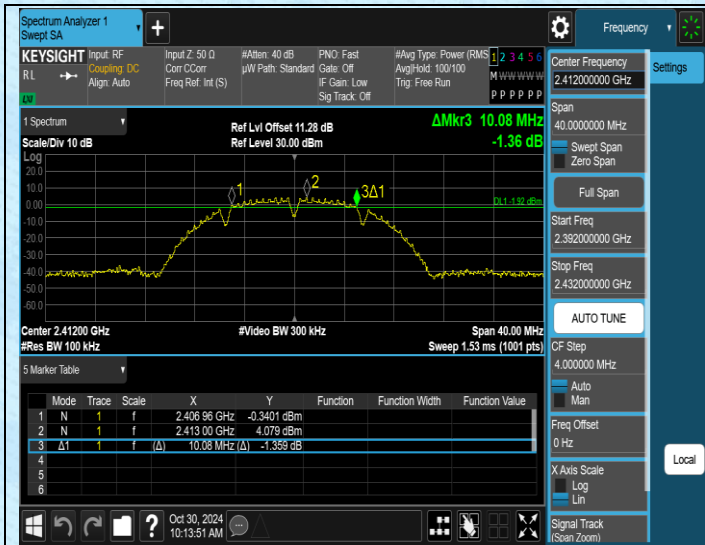 Spectrum Analyzer 1
Swept SA
+
Frequency
KEYSIGHT
RL
Input: RF
Coupling: DC
Align: Auto
Input Z: 50 Ω
Corr CCorr
Freq Ref: Int (S)
#Atten: 40 dB
µW Path: Standard
PNO: Fast
Gate: Off
IF Gain: Low
Sig Track: Off
#Avg Type: Power (RMS
Avg|Hold: 100/100
Trig: Free Run
1 2 3 4 5 6
M W W W W W
P P P P P P
LXI
1 Spectrum
Scale/Div 10 dB
Ref Lvl Offset 11.28 dB
Ref Level 30.00 dBm
ΔMkr3 10.08 MHz
-1.36 dB
Log
20.0
10.0
0.00
-10.0
-20.0
-30.0
-40.0
-50.0
-60.0
1
2
3Δ1
DL1 -1.92 dBm
Center 2.41200 GHz
#Res BW 100 kHz
#Video BW 300 kHz
Span 40.00 MHz
Sweep 1.53 ms (1001 pts)
5 Marker Table
Mode Trace Scale X Y Function Function Width Function Value
1 N 1 f 2.406 96 GHz -0.3401 dBm
2 N 1 f 2.413 00 GHz 4.079 dBm
3 Δ1 1 f (Δ) 10.08 MHz (Δ) -1.359 dB
4
5
6
Oct 30, 2024
10:13:51 AM
?
Center Frequency
2.412000000 GHz
Span
40.0000000 MHz
Swept Span
Zero Span
Full Span
Start Freq
2.392000000 GHz
Stop Freq
2.432000000 GHz
AUTO TUNE
CF Step
4.000000 MHz
Auto
Man
Freq Offset
0 Hz
X Axis Scale
Log
Lin
Signal Track
(Span Zoom)
Settings
Local